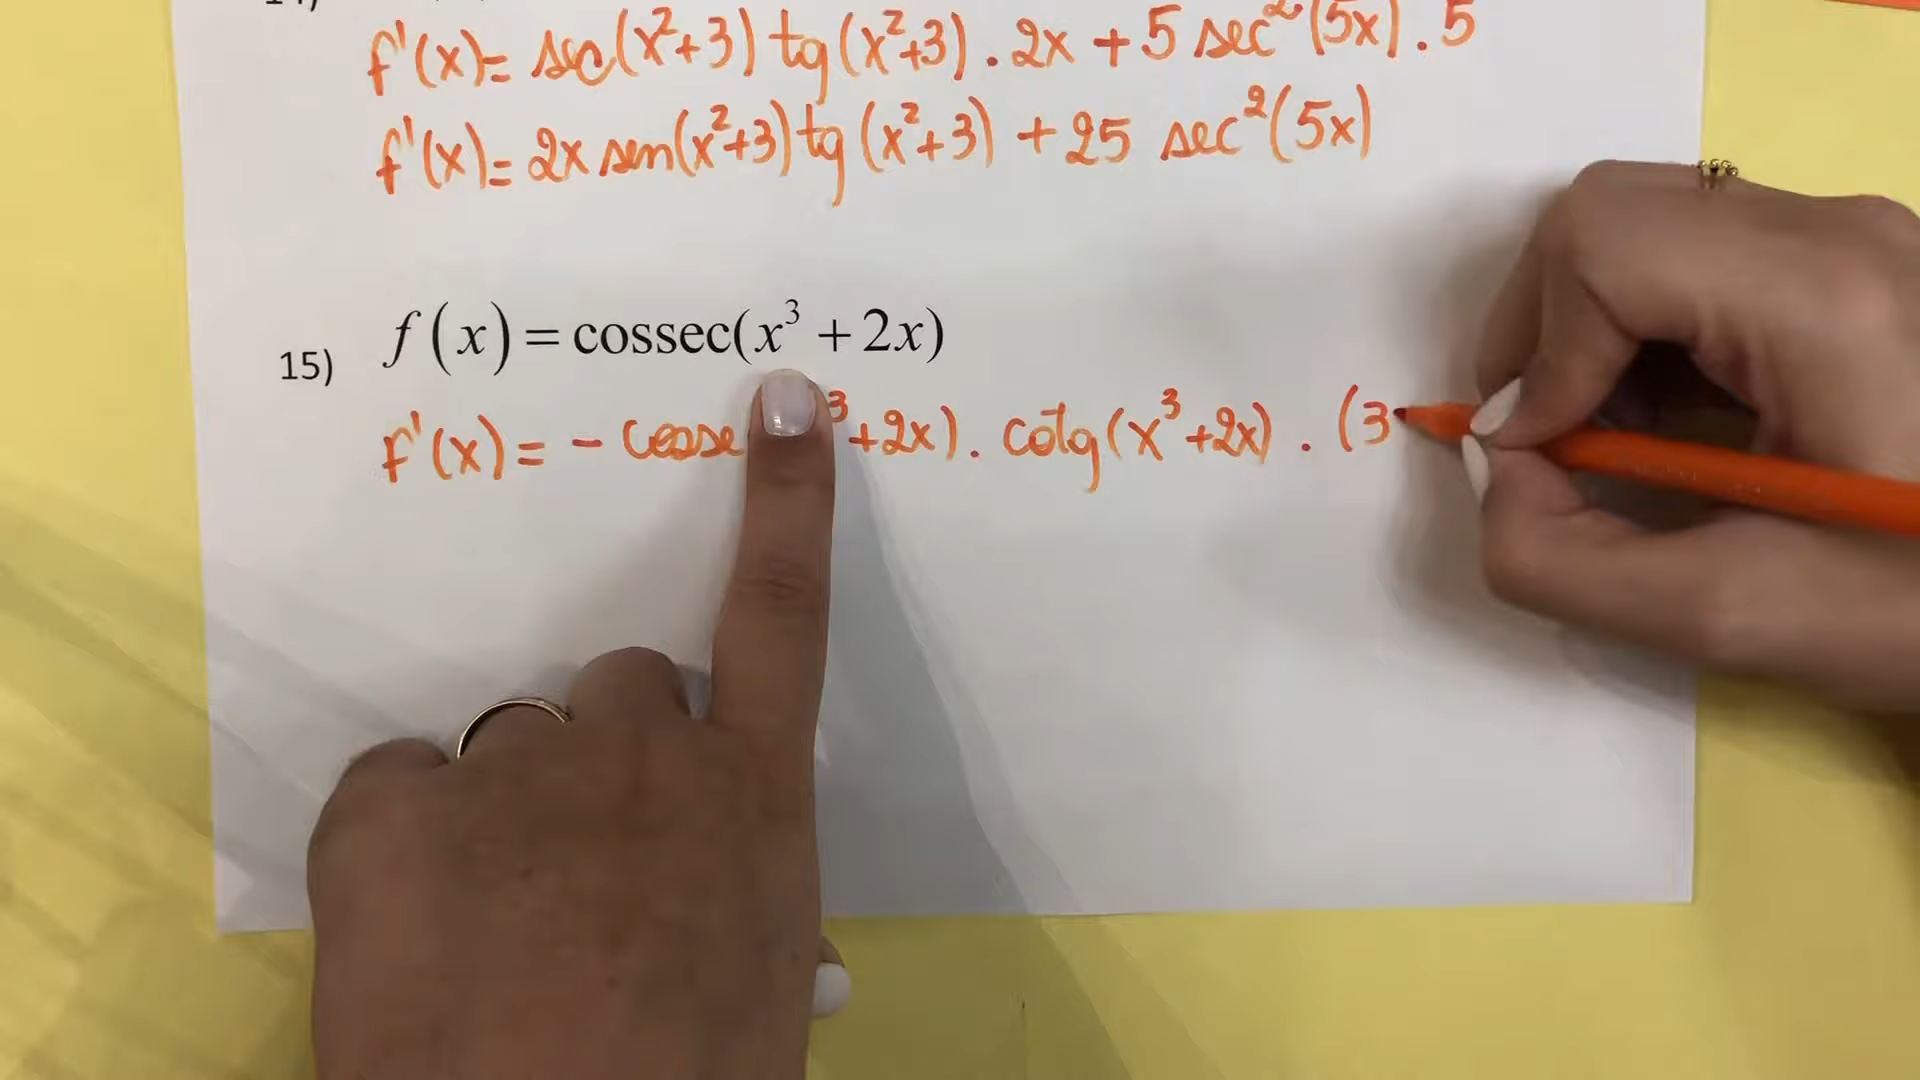 f'(x)= sec(x²+3) tg(x²+3) . 2x + 5 sec²(5x) . 5
f'(x)= 2x sen(x²+3) tg(x²+3) + 25 sec²(5x)
15) f(x) = cossec(x³ + 2x)
f'(x) = - cosse ³+2x) . cotg(x³+2x) . (3